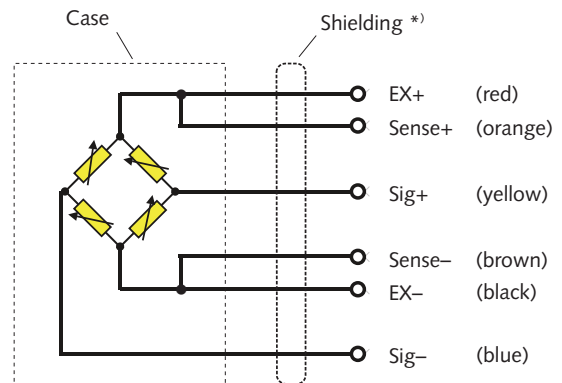 Case
Shielding *)
EX+ (red)
Sense+ (orange)
Sig+ (yellow)
Sense– (brown)
EX– (black)
Sig– (blue)